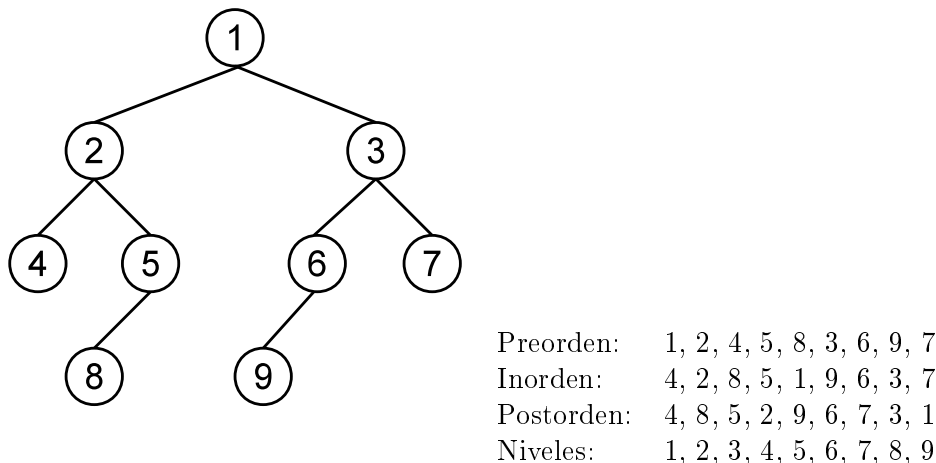 1
2 3
4 5 6 7
8 9
Preorden: 1, 2, 4, 5, 8, 3, 6, 9, 7
Inorden: 4, 2, 8, 5, 1, 9, 6, 3, 7
Postorden: 4, 8, 5, 2, 9, 6, 7, 3, 1
Niveles: 1, 2, 3, 4, 5, 6, 7, 8, 9